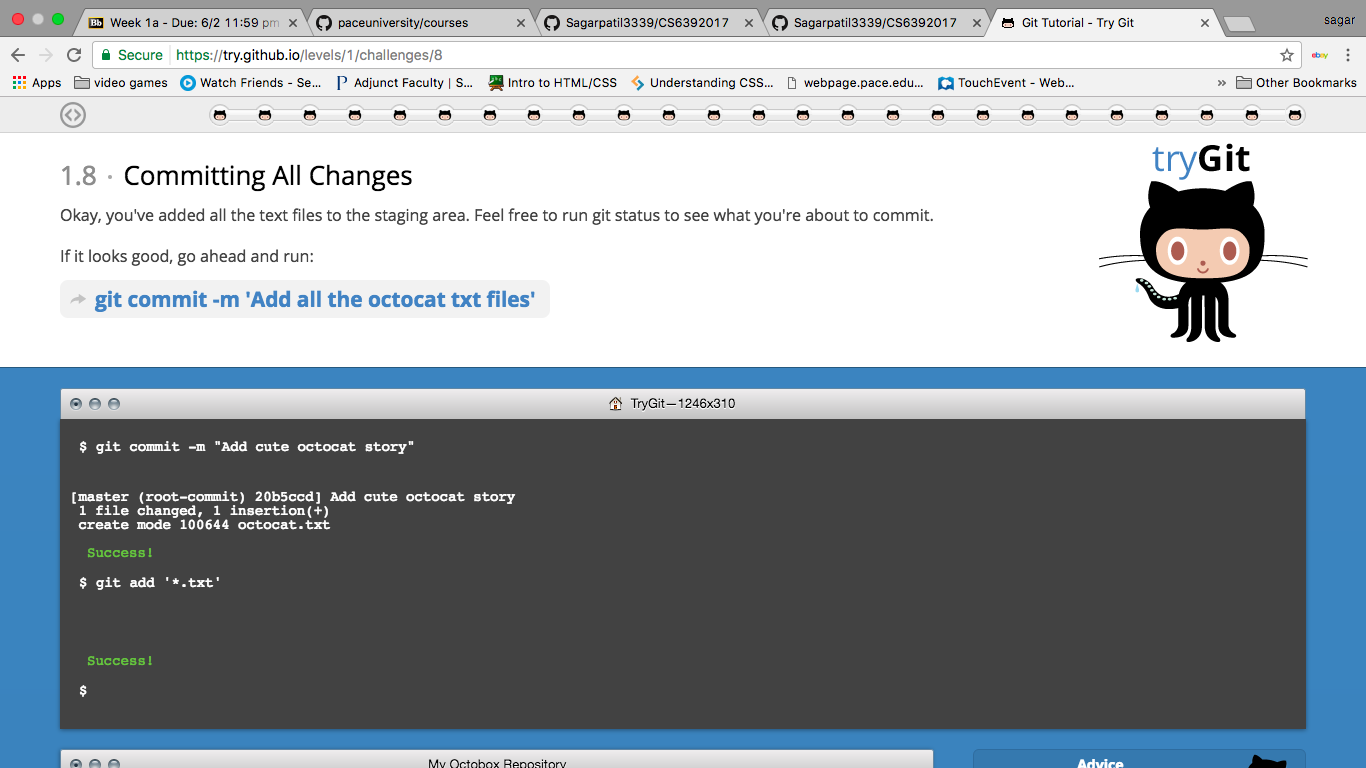 Week 1a - Due: 6/2 11:59 pm
paceuniversity/courses
Sagarpatil3339/CS6392017
Sagarpatil3339/CS6392017
Git Tutorial - Try Git
sagar
Secure
https://try.github.io/levels/1/challenges/8
ebay
Apps
video games
Watch Friends - Se...
Adjunct Faculty | S...
Intro to HTML/CSS
Understanding CSS...
webpage.pace.edu...
TouchEvent - Web...
»
Other Bookmarks
1.8 · Committing All Changes
tryGit
Okay, you've added all the text files to the staging area. Feel free to run git status to see what you're about to commit.
If it looks good, go ahead and run:
git commit -m 'Add all the octocat txt files'
TryGit—1246x310
$ git commit -m "Add cute octocat story"
[master (root-commit) 20b5ccd] Add cute octocat story
1 file changed, 1 insertion(+)
create mode 100644 octocat.txt
Success!
$ git add '*.txt'
Success!
$
My Octobox Repository
Advice